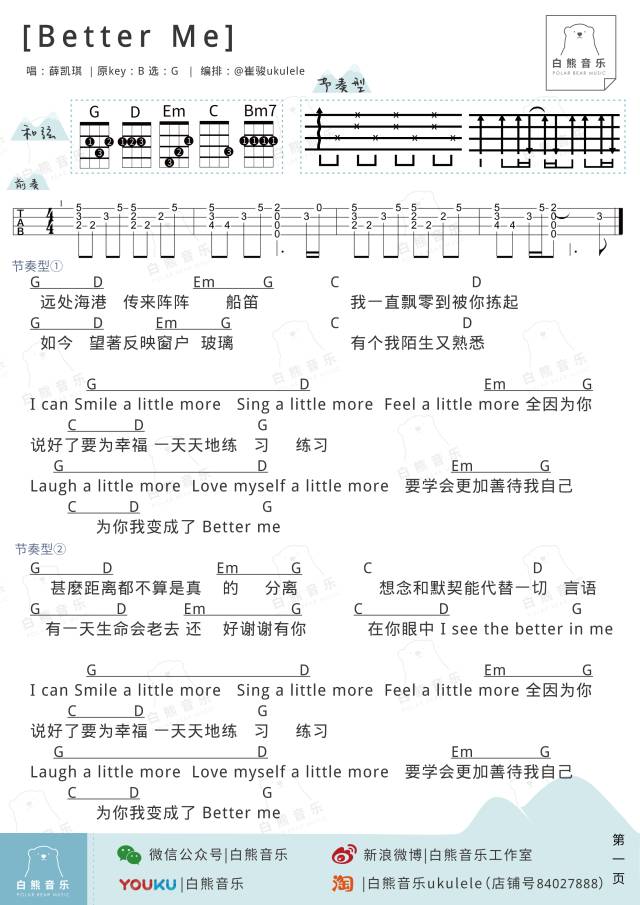 [Better Me]
唱：薛凯琪 | 原key：B 选：G | 编排：@崔骏ukulele
白熊音乐
POLAR BEAR MUSIC
和弦
G D Em C Bm7
节奏型
前奏
节奏型①
G D Em G C D
远处海港 传来阵阵 船笛 我一直飘零到被你拣起
G D Em G C D
如今 望著反映窗户 玻璃 有个我陌生又熟悉
G D Em G
I can Smile a little more Sing a little more Feel a little more 全因为你
C D G
说好了要为幸福 一天天地练 习 练习
G D Em G
Laugh a little more Love myself a little more 要学会更加善待我自己
C D G
为你我变成了 Better me
节奏型②
G D Em G C D
甚麼距离都不算是真 的 分离 想念和默契能代替一切 言语
G D Em G C D G
有一天生命会老去 还 好谢谢有你 在你眼中 I see the better in me
G D Em G
I can Smile a little more Sing a little more Feel a little more 全因为你
C D G
说好了要为幸福 一天天地练 习 练习
G D Em G
Laugh a little more Love myself a little more 要学会更加善待我自己
C D G
为你我变成了 Better me
白熊音乐
POLAR BEAR MUSIC
微信公众号|白熊音乐
新浪微博|白熊音乐工作室
YOUKU |白熊音乐
淘 |白熊音乐ukulele（店铺号84027888）
第一页